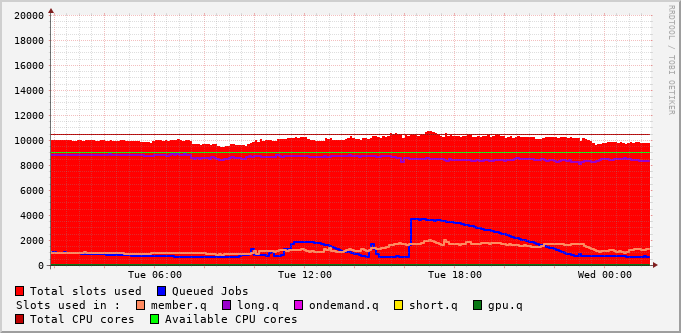 RRDTOOL / TOBI OETIKER
20000
18000
16000
14000
12000
10000
8000
6000
4000
2000
0
Tue 06:00 Tue 12:00 Tue 18:00 Wed 00:00
Total slots used Queued Jobs
Slots used in : member.q long.q ondemand.q short.q gpu.q
Total CPU cores Available CPU cores